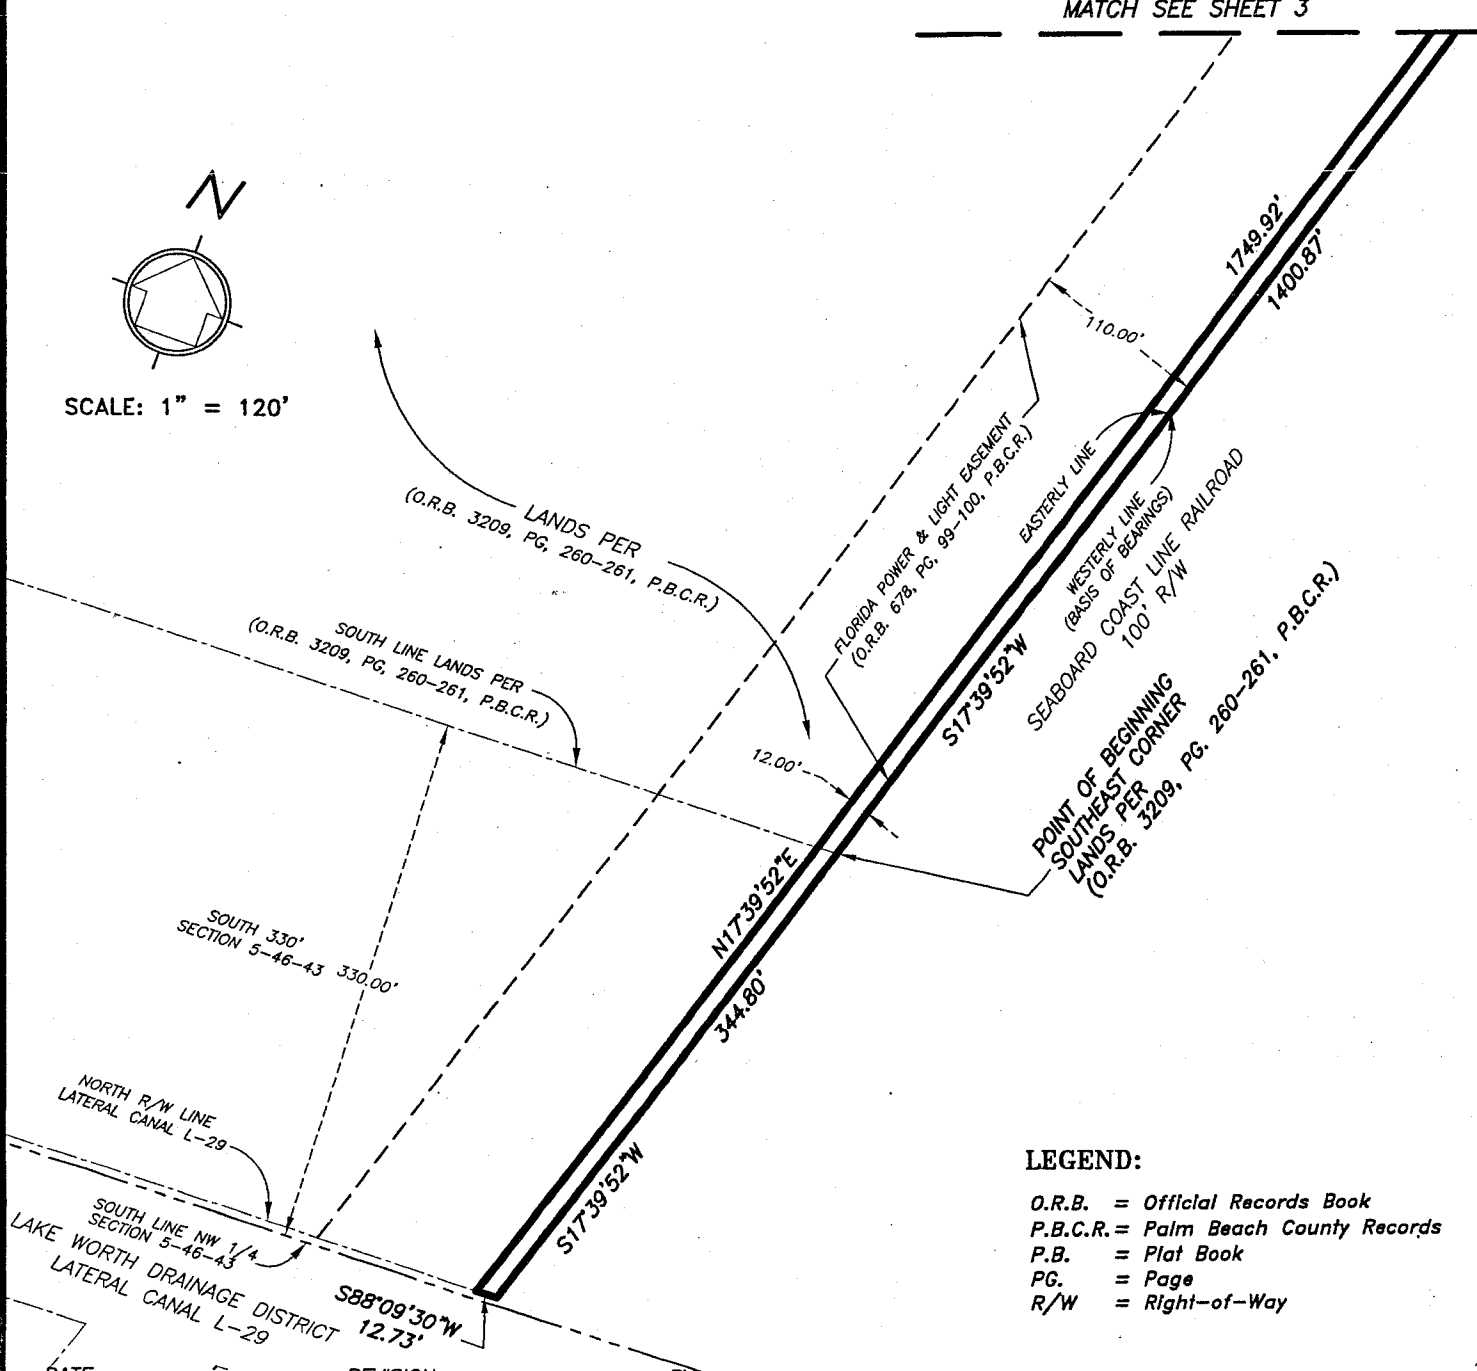 MATCH SEE SHEET 3
N
SCALE: 1" = 120'
1749.92'
1400.87'
110.00'
LANDS PER
(O.R.B. 3209, PG, 260-261, P.B.C.R.)
FLORIDA POWER & LIGHT EASEMENT
(O.R.B. 678, PG, 99-100, P.B.C.R.)
EASTERLY LINE
WESTERLY LINE
(BASIS OF BEARINGS)
SEABOARD COAST LINE RAILROAD
100' R/W
SOUTH LINE LANDS PER
(O.R.B. 3209, PG, 260-261, P.B.C.R.)
S17°39'52"W
12.00'
POINT OF BEGINNING
SOUTHEAST CORNER
LANDS PER
(O.R.B. 3209, PG. 260-261, P.B.C.R.)
N17°39'52"E
344.80'
SOUTH 330'
SECTION 5-46-43
330.00'
NORTH R/W LINE
LATERAL CANAL L-29
S17°39'52"W
SOUTH LINE NW 1/4
SECTION 5-46-43
LAKE WORTH DRAINAGE DISTRICT
LATERAL CANAL L-29
S88°09'30"W
12.73'
LEGEND:
O.R.B. = Official Records Book
P.B.C.R. = Palm Beach County Records
P.B. = Plat Book
PG. = Page
R/W = Right-of-Way